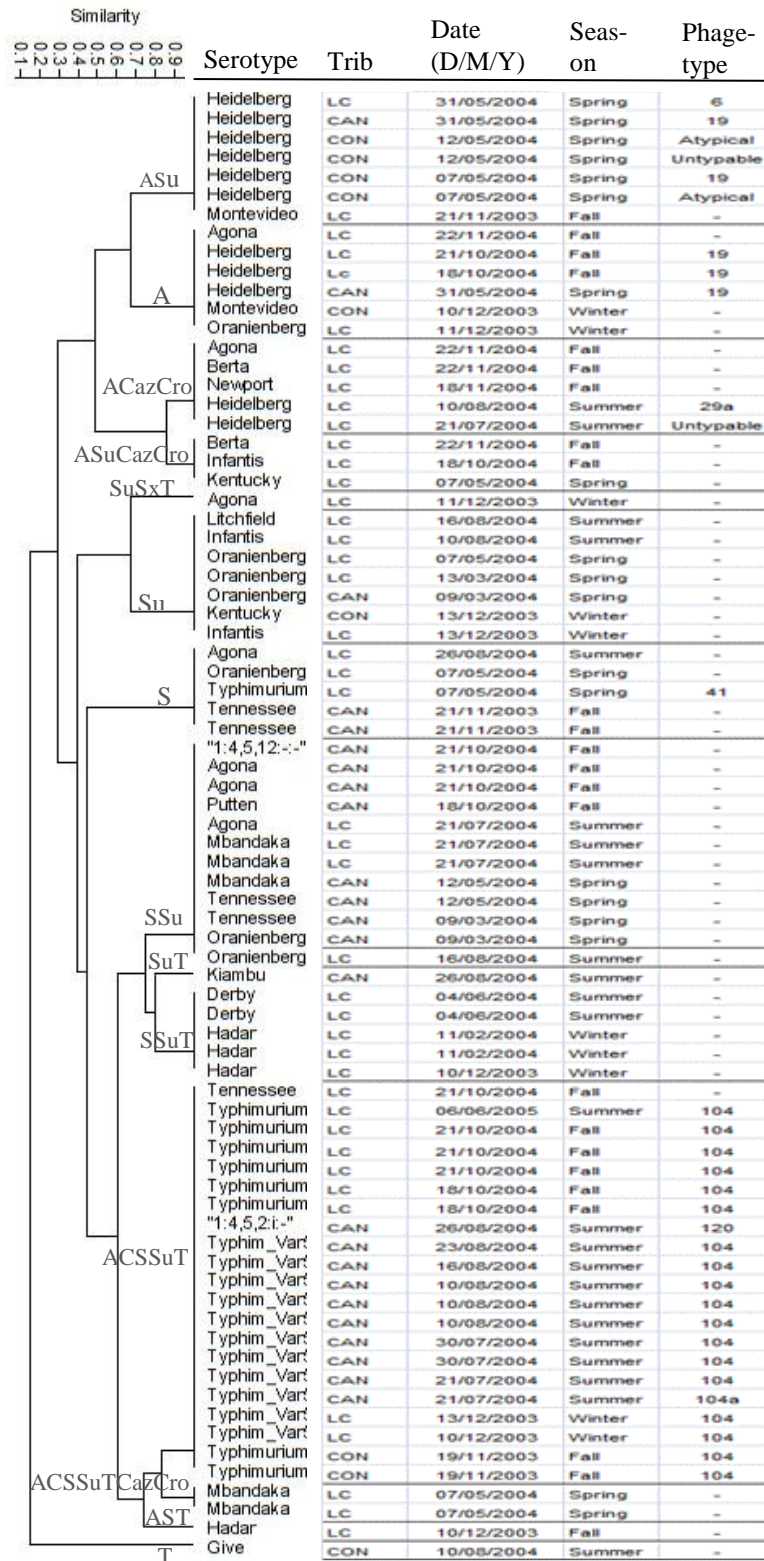 Similarity
0.1 0.2 0.3 0.4 0.5 0.6 0.7 0.8 0.9
Date Seas- Phage-
Serotype Trib (D/M/Y) on type
Heidelberg LC 31/05/2004 Spring 6
Heidelberg CAN 31/05/2004 Spring 19
Heidelberg CON 12/05/2004 Spring Atypical
Heidelberg CON 12/05/2004 Spring Untypable
ASu Heidelberg CON 07/05/2004 Spring 19
Heidelberg CON 07/05/2004 Spring Atypical
Montevideo LC 21/11/2003 Fall -
Agona LC 22/11/2004 Fall -
Heidelberg LC 21/10/2004 Fall 19
Heidelberg Lc 18/10/2004 Fall 19
A Heidelberg CAN 31/05/2004 Spring 19
Montevideo CON 10/12/2003 Winter -
Oranienberg LC 11/12/2003 Winter -
Agona LC 22/11/2004 Fall -
Berta LC 22/11/2004 Fall -
ACazCro Newport LC 18/11/2004 Fall -
Heidelberg LC 10/08/2004 Summer 29a
Heidelberg LC 21/07/2004 Summer Untypable
ASuCazCro Berta LC 22/11/2004 Fall -
Infantis LC 18/10/2004 Fall -
SuSxT Kentucky LC 07/05/2004 Spring -
Agona LC 11/12/2003 Winter -
Litchfield LC 16/08/2004 Summer -
Infantis LC 10/08/2004 Summer -
Oranienberg LC 07/05/2004 Spring -
Oranienberg LC 13/03/2004 Spring -
Su Oranienberg CAN 09/03/2004 Spring -
Kentucky CON 13/12/2003 Winter -
Infantis LC 13/12/2003 Winter -
Agona LC 26/08/2004 Summer -
Oranienberg LC 07/05/2004 Spring -
S Typhimurium LC 07/05/2004 Spring 41
Tennessee CAN 21/11/2003 Fall -
Tennessee CAN 21/11/2003 Fall -
"1:4,5,12:-:-" CAN 21/10/2004 Fall -
Agona CAN 21/10/2004 Fall -
Agona CAN 21/10/2004 Fall -
Putten CAN 18/10/2004 Fall -
Agona LC 21/07/2004 Summer -
Mbandaka LC 21/07/2004 Summer -
Mbandaka LC 21/07/2004 Summer -
Mbandaka CAN 12/05/2004 Spring -
Tennessee CAN 12/05/2004 Spring -
SSu Tennessee CAN 09/03/2004 Spring -
Oranienberg CAN 09/03/2004 Spring -
SuT Oranienberg LC 16/08/2004 Summer -
Kiambu CAN 26/08/2004 Summer -
Derby LC 04/06/2004 Summer -
Derby LC 04/06/2004 Summer -
SSuT Hadar LC 11/02/2004 Winter -
Hadar LC 11/02/2004 Winter -
Hadar LC 10/12/2003 Winter -
Tennessee LC 21/10/2004 Fall -
Typhimurium LC 06/06/2005 Summer 104
Typhimurium LC 21/10/2004 Fall 104
Typhimurium LC 21/10/2004 Fall 104
Typhimurium LC 21/10/2004 Fall 104
Typhimurium LC 18/10/2004 Fall 104
Typhimurium LC 18/10/2004 Fall 104
"1:4,5,2:i:-" CAN 26/08/2004 Summer 120
ACSSuT Typhim_Var5 CAN 23/08/2004 Summer 104
Typhim_Var5 CAN 16/08/2004 Summer 104
Typhim_Var5 CAN 10/08/2004 Summer 104
Typhim_Var5 CAN 10/08/2004 Summer 104
Typhim_Var5 CAN 10/08/2004 Summer 104
Typhim_Var5 CAN 30/07/2004 Summer 104
Typhim_Var5 CAN 30/07/2004 Summer 104
Typhim_Var5 CAN 21/07/2004 Summer 104
Typhim_Var5 CAN 21/07/2004 Summer 104a
Typhim_Var5 LC 13/12/2003 Winter 104
Typhim_Var5 LC 10/12/2003 Winter 104
Typhimurium CON 19/11/2003 Fall 104
ACSSuTCazCro Typhimurium CON 19/11/2003 Fall 104
Mbandaka LC 07/05/2004 Spring -
AST Mbandaka LC 07/05/2004 Spring -
Hadar LC 10/12/2003 Fall -
T Give CON 10/08/2004 Summer -